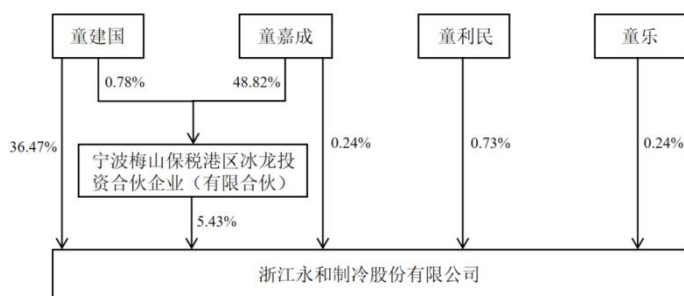 童建国
童嘉成
童利民
童乐
0.78%
48.82%
36.47%
宁波梅山保税港区冰龙投
资合伙企业（有限合伙）
0.24%
0.73%
0.24%
5.43%
浙江永和制冷股份有限公司